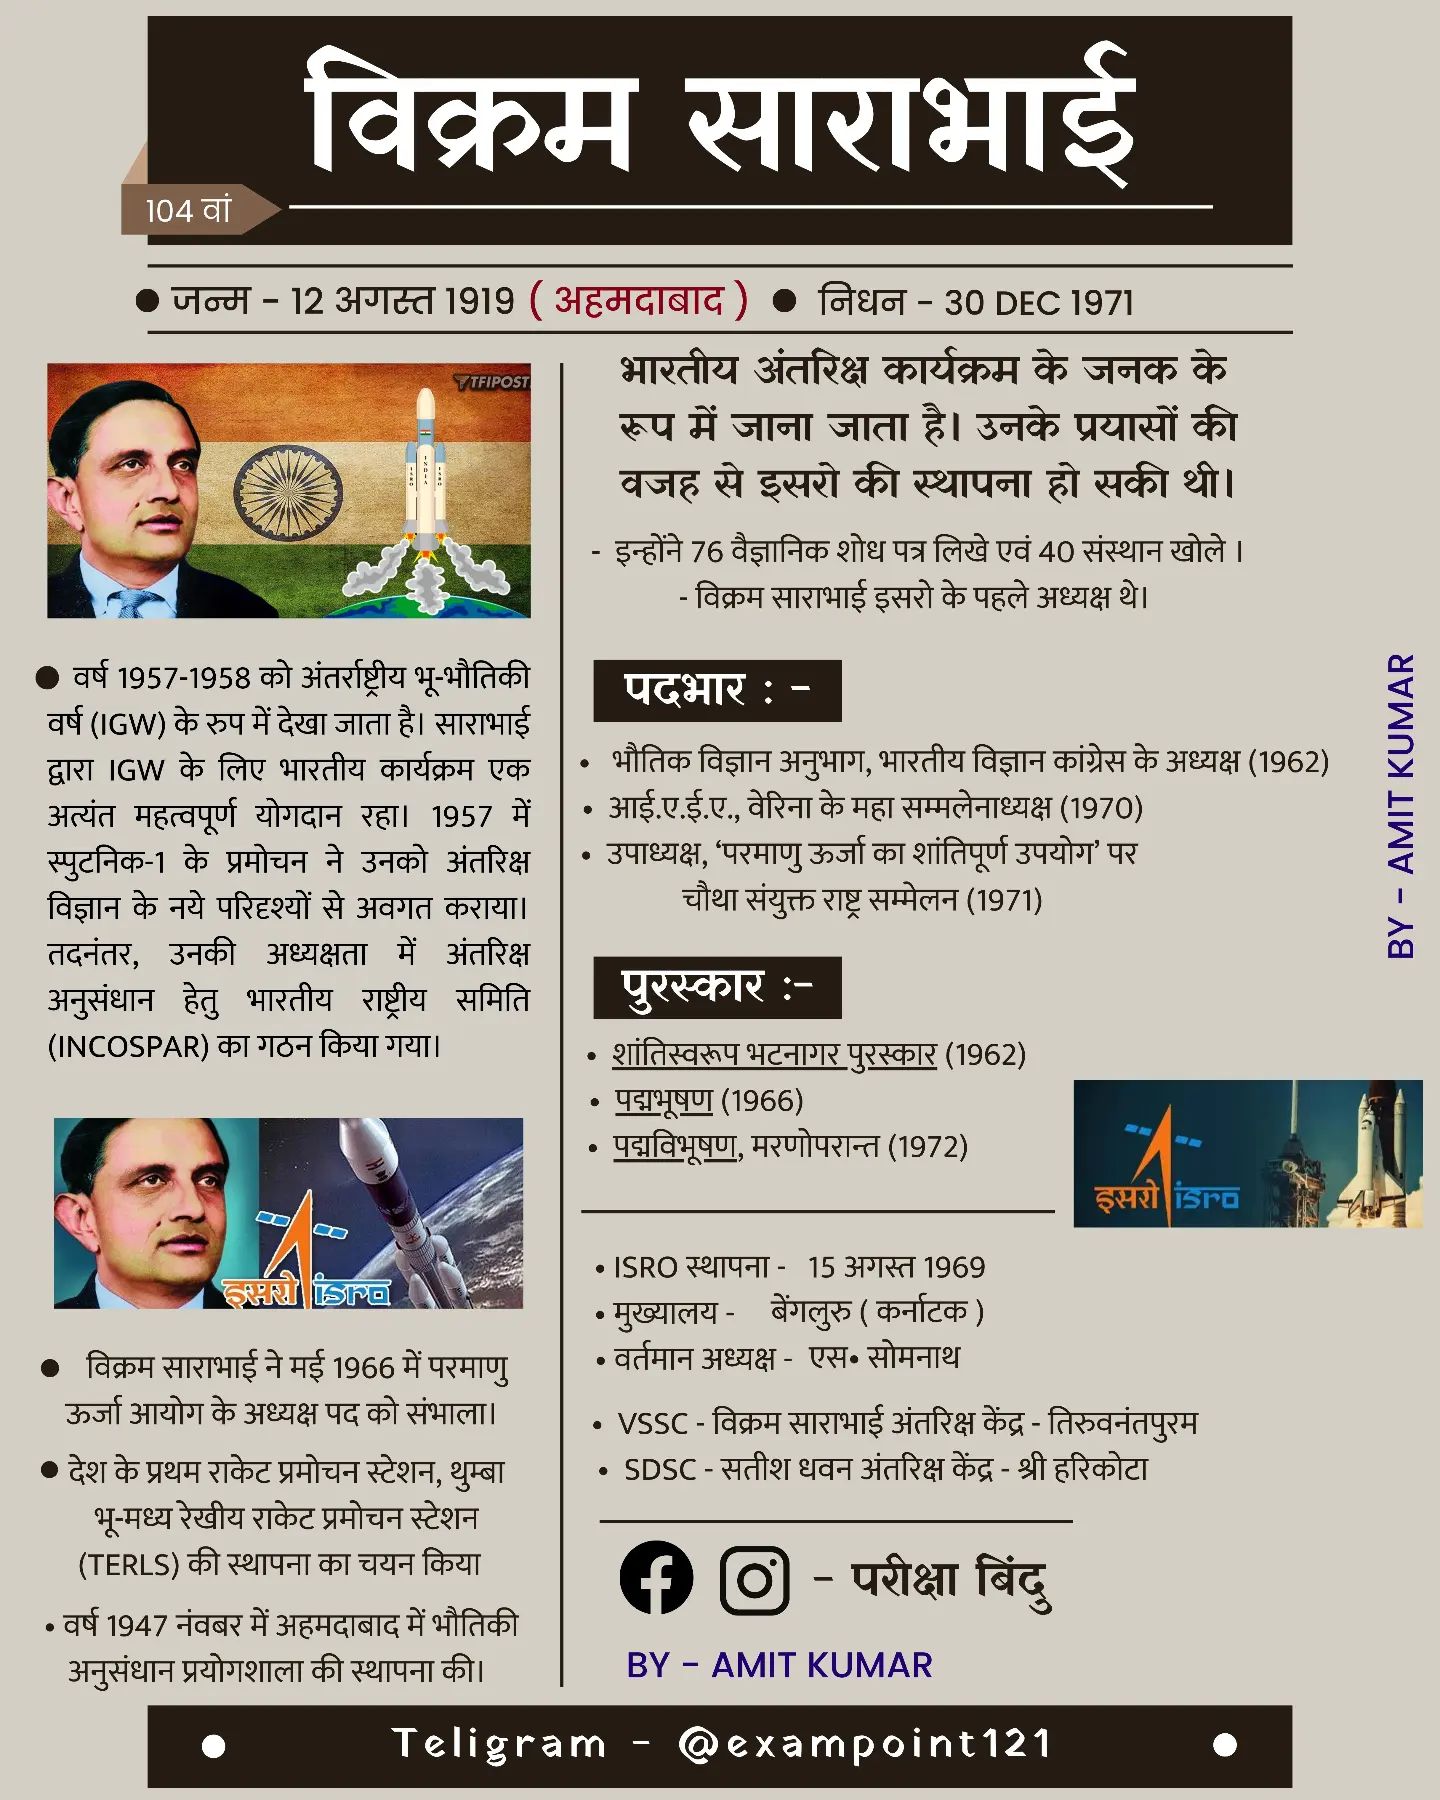 विक्रम साराभाई
104 वां
जन्म - 12 अगस्त 1919 ( अहमदाबाद )
निधन - 30 DEC 1971
TFIPOST
INDIA
ISRO
ISRO
● वर्ष 1957-1958 को अंतर्राष्ट्रीय भू-भौतिकी
वर्ष (IGW) के रुप में देखा जाता है। साराभाई
द्वारा IGW के लिए भारतीय कार्यक्रम एक
अत्यंत महत्वपूर्ण योगदान रहा। 1957 में
स्पुटनिक-1 के प्रमोचन ने उनको अंतरिक्ष
विज्ञान के नये परिदृश्यों से अवगत कराया।
तदनंतर, उनकी अध्यक्षता में अंतरिक्ष
अनुसंधान हेतु भारतीय राष्ट्रीय समिति
(INCOSPAR) का गठन किया गया।
इसरो isro
● विक्रम साराभाई ने मई 1966 में परमाणु
ऊर्जा आयोग के अध्यक्ष पद को संभाला।
● देश के प्रथम राकेट प्रमोचन स्टेशन, थुम्बा
भू-मध्य रेखीय राकेट प्रमोचन स्टेशन
(TERLS) की स्थापना का चयन किया
• वर्ष 1947 नंवबर में अहमदाबाद में भौतिकी
अनुसंधान प्रयोगशाला की स्थापना की।
भारतीय अंतरिक्ष कार्यक्रम के जनक के
रूप में जाना जाता है। उनके प्रयासों की
वजह से इसरो की स्थापना हो सकी थी।
- इन्होंने 76 वैज्ञानिक शोध पत्र लिखे एवं 40 संस्थान खोले ।
- विक्रम साराभाई इसरो के पहले अध्यक्ष थे।
पदभार : -
• भौतिक विज्ञान अनुभाग, भारतीय विज्ञान कांग्रेस के अध्यक्ष (1962)
• आई.ए.ई.ए., वेरिना के महा सम्मलेनाध्यक्ष (1970)
• उपाध्यक्ष, ‘परमाणु ऊर्जा का शांतिपूर्ण उपयोग’ पर
चौथा संयुक्त राष्ट्र सम्मेलन (1971)
पुरस्कार :-
• शांतिस्वरूप भटनागर पुरस्कार (1962)
• पद्मभूषण (1966)
• पद्मविभूषण, मरणोपरान्त (1972)
इसरो isro
• ISRO स्थापना - 15 अगस्त 1969
• मुख्यालय - बेंगलुरु ( कर्नाटक )
• वर्तमान अध्यक्ष - एस• सोमनाथ
• VSSC - विक्रम साराभाई अंतरिक्ष केंद्र - तिरुवनंतपुरम
• SDSC - सतीश धवन अंतरिक्ष केंद्र - श्री हरिकोटा
- परीक्षा बिंदु
BY - AMIT KUMAR
BY - AMIT KUMAR
Teligram - @exampoint121